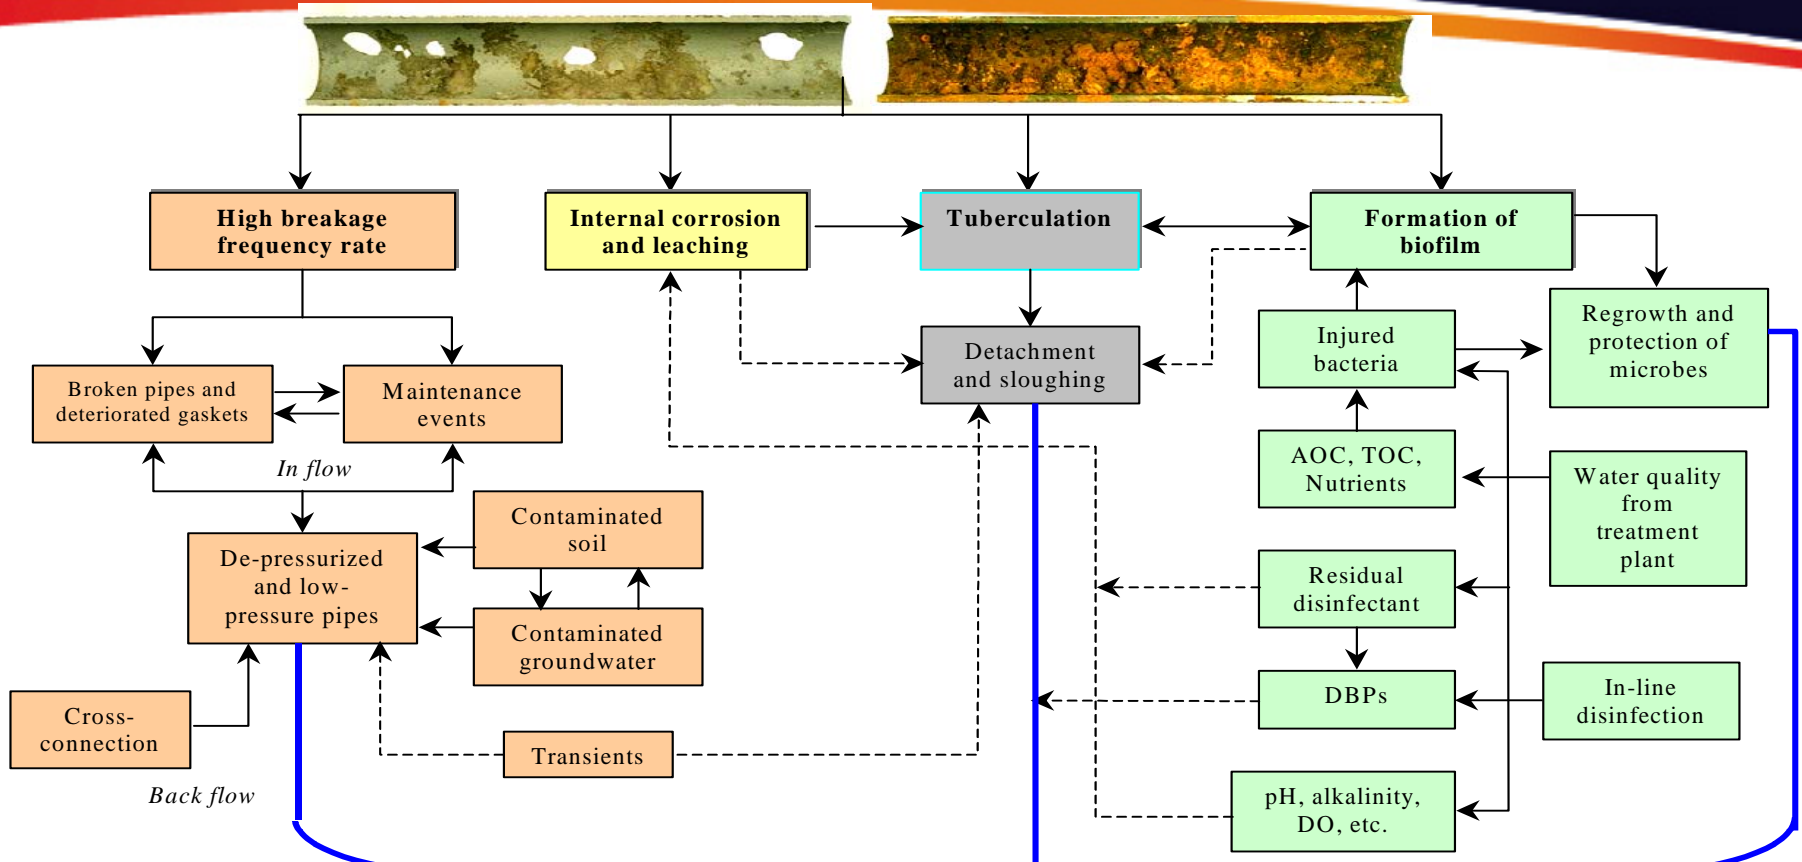 High breakage
frequency rate
Internal corrosion
and leaching
Tuberculation
Formation of
biofilm
Regrowth and
protection of
microbes
Injured
bacteria
Detachment
and sloughing
Broken pipes and
deteriorated gaskets
Maintenance
events
In flow
AOC, TOC,
Nutrients
Water quality
from
treatment
plant
Contaminated
soil
De-pressurized
and low-
pressure pipes
Contaminated
groundwater
Residual
disinfectant
DBPs
In-line
disinfection
Cross-
connection
Transients
Back flow
pH, alkalinity,
DO, etc.